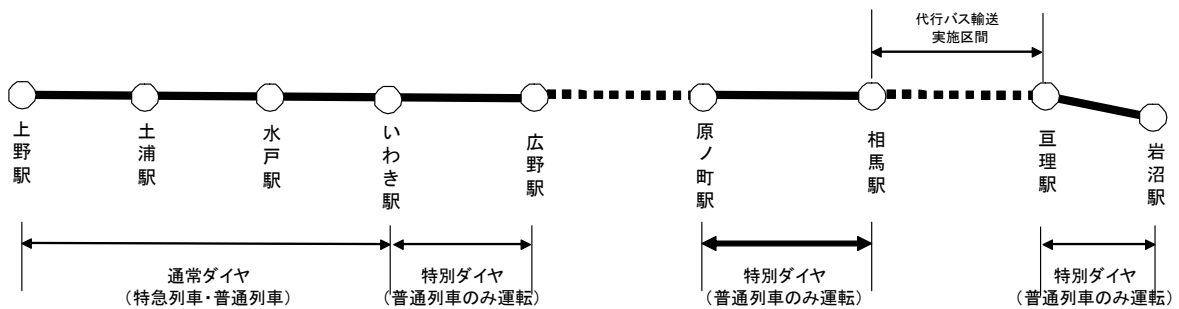 代行バス輸送
実施区間
上野駅
土浦駅
水戸駅
いわき駅
広野駅
原ノ町駅
相馬駅
亘理駅
岩沼駅
通常ダイヤ
（特急列車・普通列車）
特別ダイヤ
（普通列車のみ運転）
特別ダイヤ
（普通列車のみ運転）
特別ダイヤ
（普通列車のみ運転）